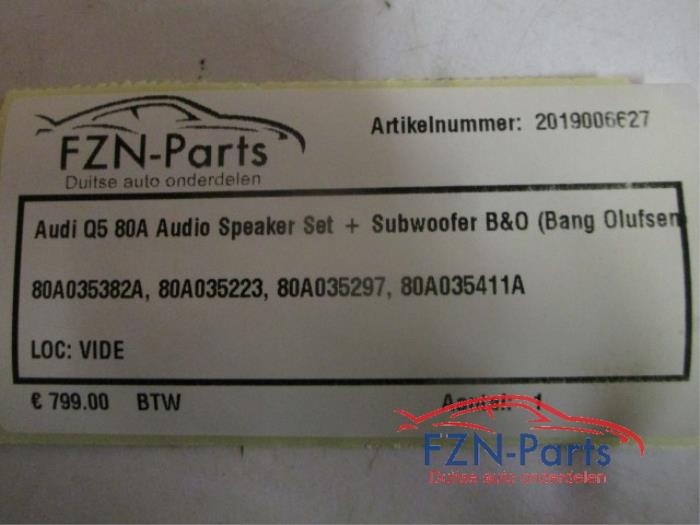 FZN-Parts
Duitse auto onderdelen
Artikelnummer: 2019006627
Audi Q5 80A Audio Speaker Set + Subwoofer B&O (Bang Olufsen
80A035382A, 80A035223, 80A035297, 80A035411A
LOC: VIDE
€ 799.00 BTW
Aantal: 1
FZN-Parts
Duitse auto onderdelen